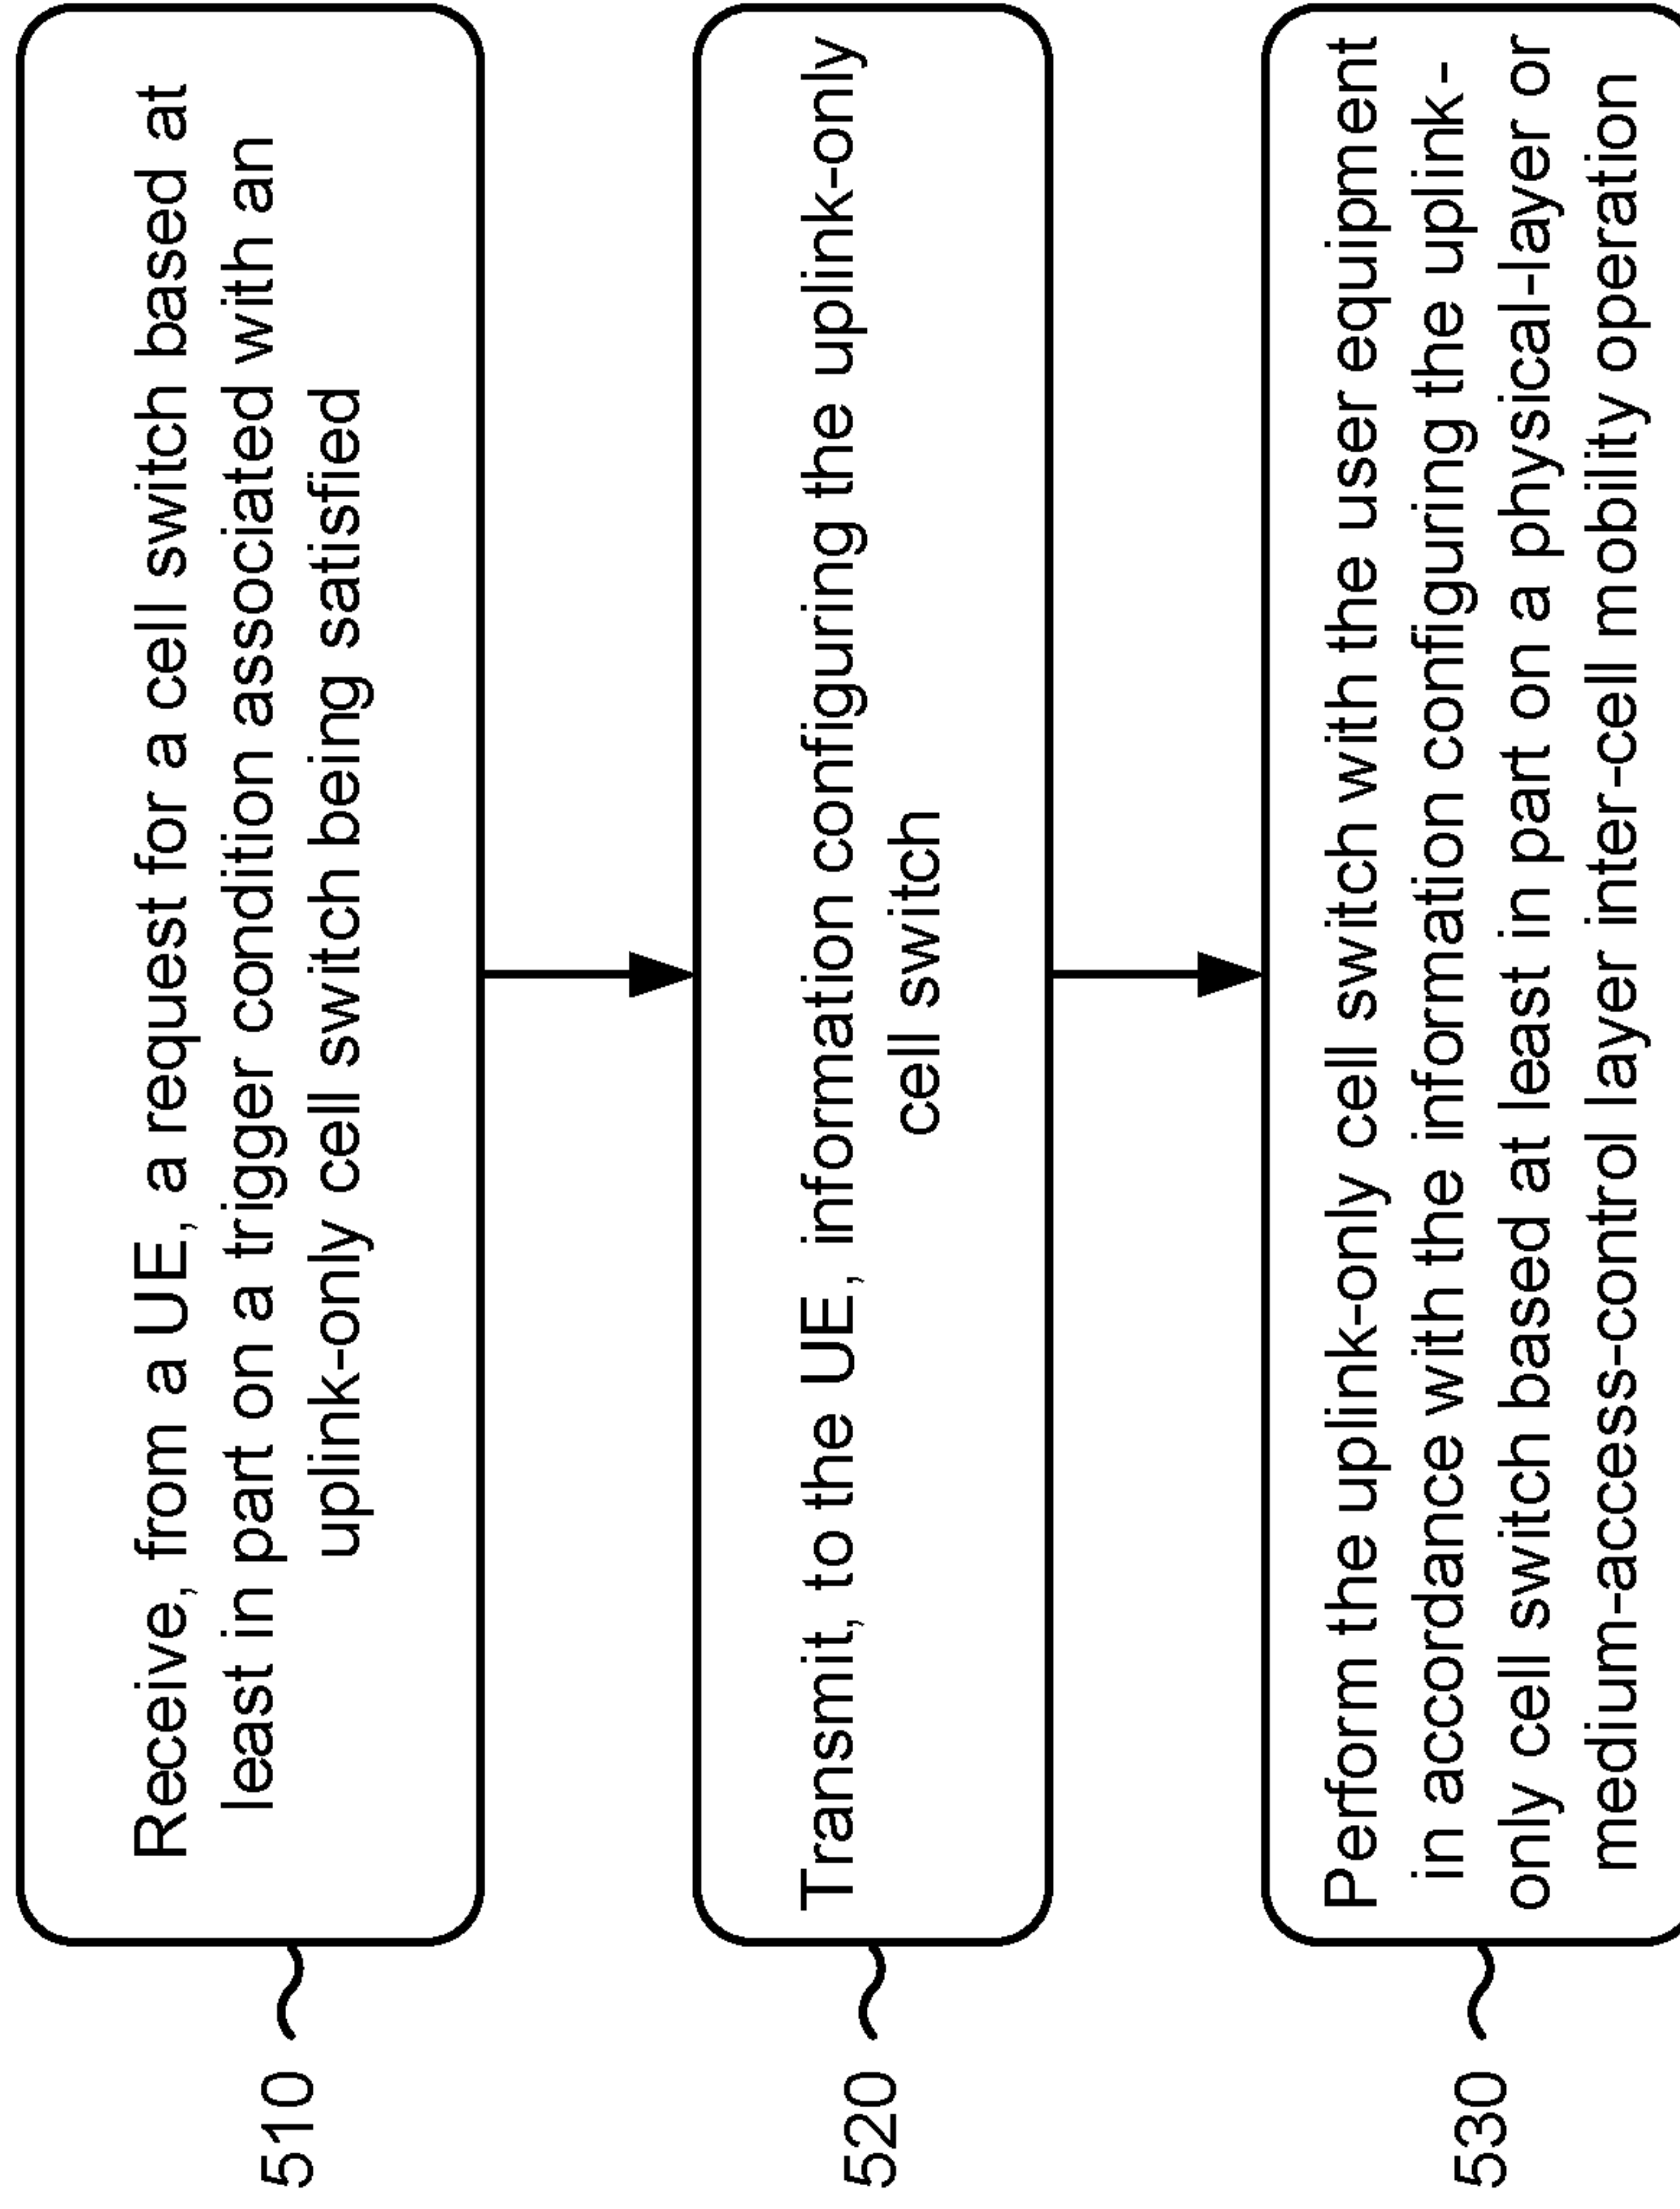 510
Receive, from a UE, a request for a cell switch based at
least in part on a trigger condition associated with an
uplink-only cell switch being satisfied
520
Transmit, to the UE, information configuring the uplink-only
cell switch
530
Perform the uplink-only cell switch with the user equipment
in accordance with the information configuring the uplink-
only cell switch based at least in part on a physical-layer or
medium-access-control layer inter-cell mobility operation